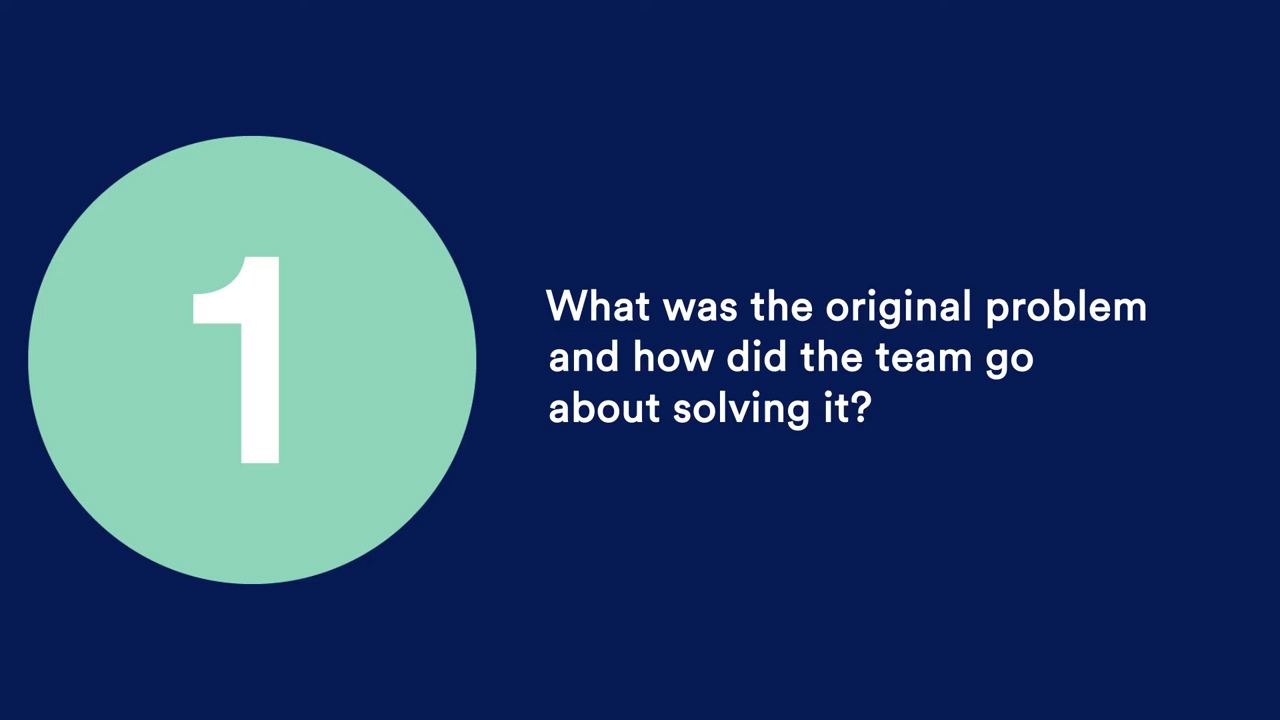 1
What was the original problem
and how did the team go
about solving it?